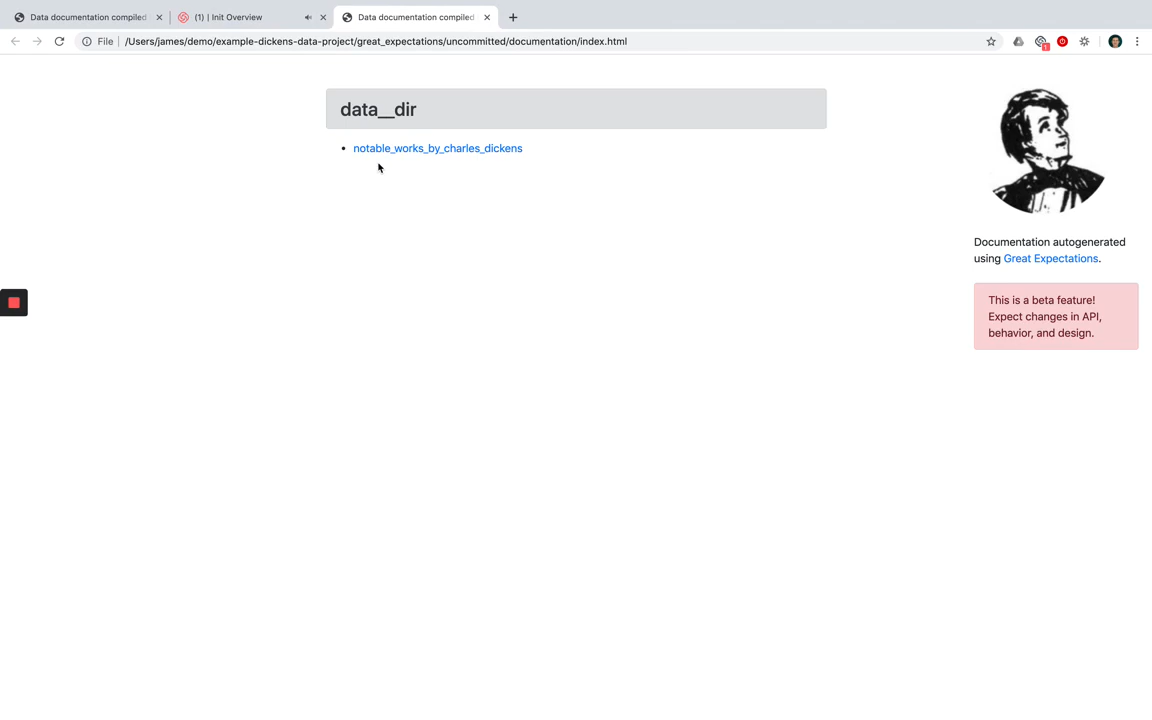 Data documentation compiled
(1) | Init Overview
Data documentation compiled
File
/Users/james/demo/example-dickens-data-project/great_expectations/uncommitted/documentation/index.html
1
data__dir
notable_works_by_charles_dickens
Documentation autogenerated
using Great Expectations.
This is a beta feature!
Expect changes in API,
behavior, and design.